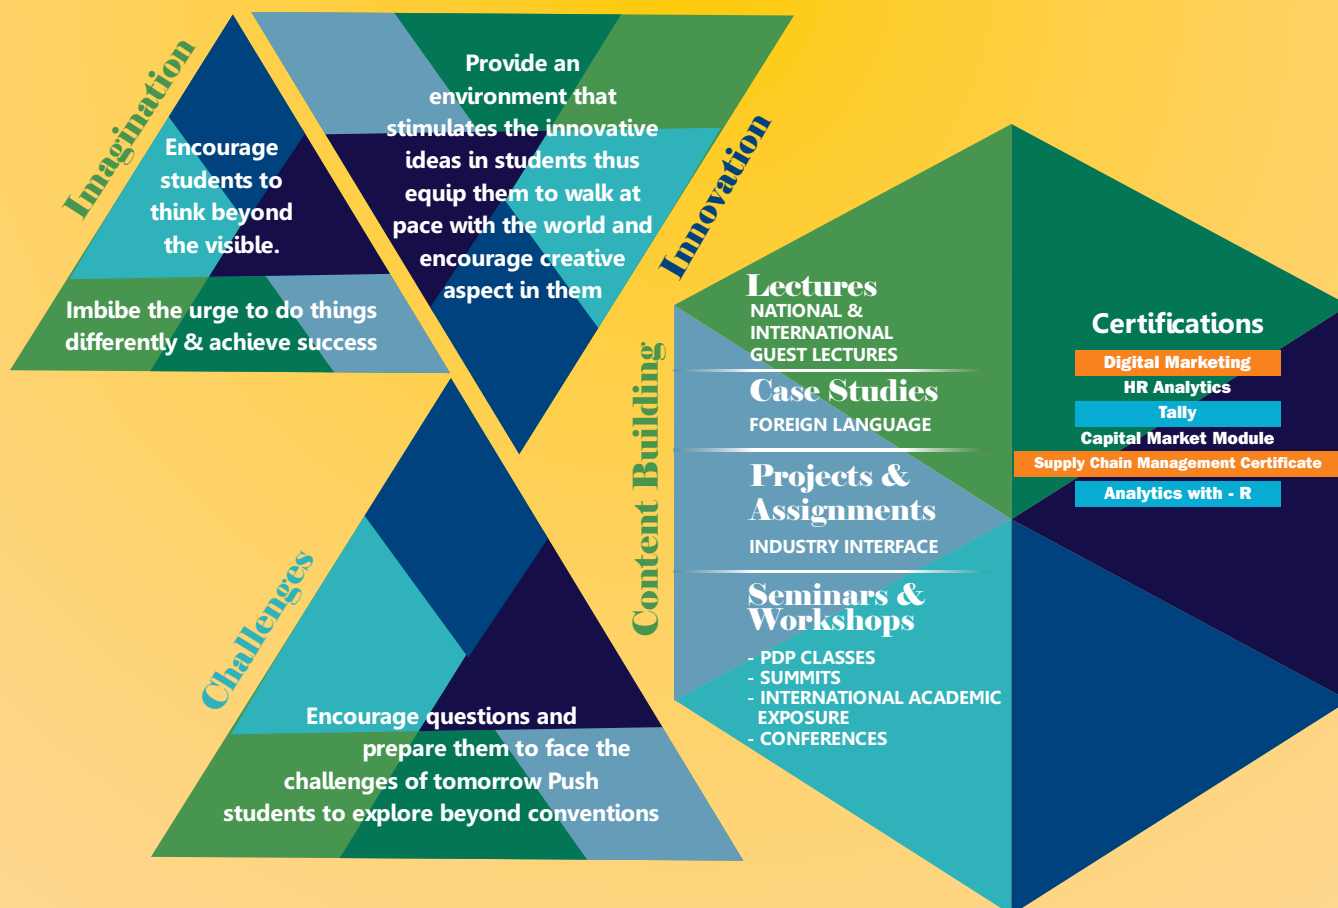 Imagination
Encourage
students to
think beyond
the visible.
Imbibe the urge to do things
differently & achieve success
Provide an
environment that
stimulates the innovative
ideas in students thus
equip them to walk at
pace with the world and
encourage creative
aspect in them
Innovation
Challenges
Encourage questions and
prepare them to face the
challenges of tomorrow Push
students to explore beyond conventions
Content Building
Lectures
NATIONAL &
INTERNATIONAL
GUEST LECTURES
Case Studies
FOREIGN LANGUAGE
Projects &
Assignments
INDUSTRY INTERFACE
Seminars &
Workshops
- PDP CLASSES
- SUMMITS
- INTERNATIONAL ACADEMIC
EXPOSURE
- CONFERENCES
Certifications
Digital Marketing
HR Analytics
Tally
Capital Market Module
Supply Chain Management Certificate
Analytics with - R